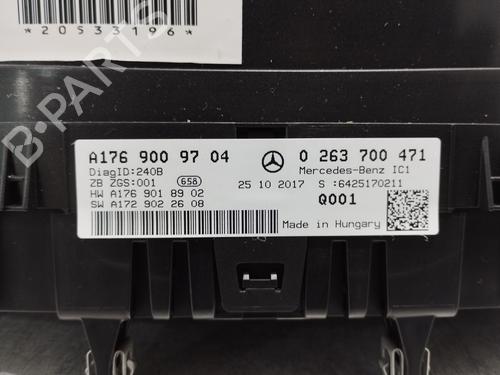 *20533196*
B-PARTS
A176 900 97 04
0 263 700 471
DiagID:240B
Mercedes-Benz IC1
ZB ZGS:001 658
25 10 2017 S :6425170211
HW A176 901 89 02
SW A172 902 26 08
Q001
Made in Hungary